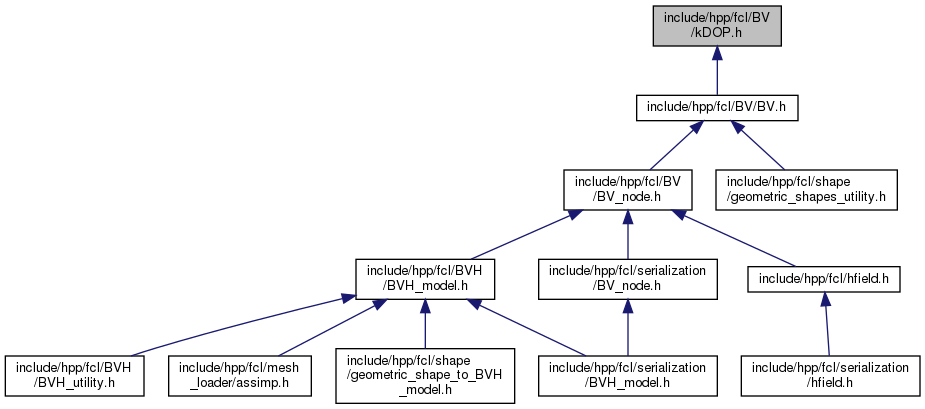 include/hpp/fcl/BV
/kDOP.h
include/hpp/fcl/BV/BV.h
include/hpp/fcl/BV
/BV_node.h
include/hpp/fcl/shape
/geometric_shapes_utility.h
include/hpp/fcl/BVH
/BVH_model.h
include/hpp/fcl/serialization
/BV_node.h
include/hpp/fcl/hfield.h
include/hpp/fcl/BVH
/BVH_utility.h
include/hpp/fcl/mesh
_loader/assimp.h
include/hpp/fcl/shape
/geometric_shape_to_BVH
_model.h
include/hpp/fcl/serialization
/BVH_model.h
include/hpp/fcl/serialization
/hfield.h